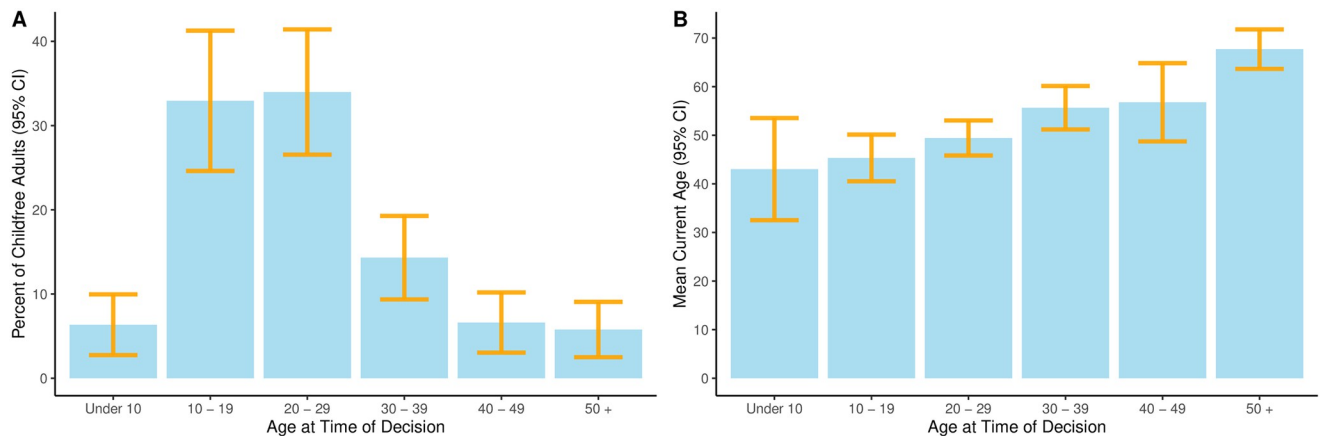 A
Percent of Childfree Adults (95% CI)
40
30
20
10
0
Under 10 10 – 19 20 – 29 30 – 39 40 – 49 50 +
Age at Time of Decision
B
Mean Current Age (95% CI)
70
60
50
40
30
20
10
0
Under 10 10 – 19 20 – 29 30 – 39 40 – 49 50 +
Age at Time of Decision